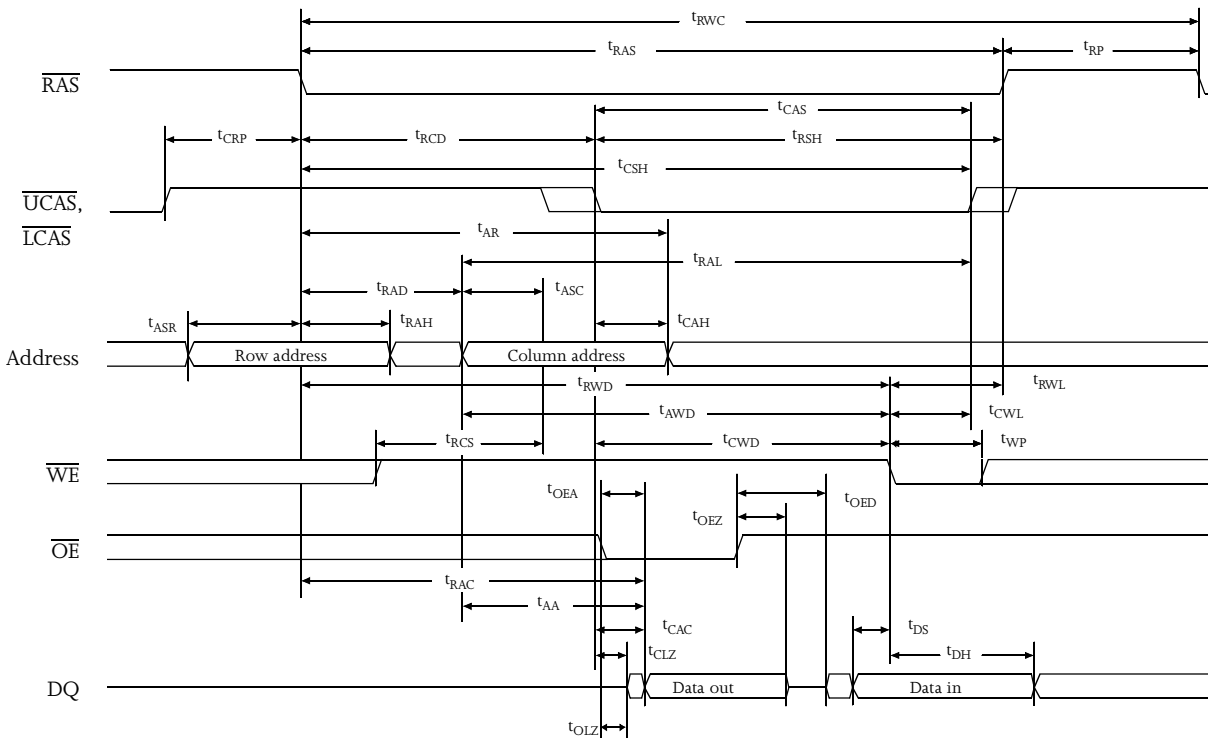 tRWC
tRAS
tRP
RAS
tCAS
tCRP
tRCD
tRSH
tCSH
UCAS,
LCAS
tAR
tRAL
tRAD
tASC
tASR
tRAH
tCAH
Address
Row address
Column address
tRWD
tRWL
tAWD
tCWL
tRCS
tCWD
tWP
WE
tOEA
tOED
tOEZ
OE
tRAC
tAA
tCAC
tDS
tCLZ
tDH
DQ
Data out
Data in
tOLZ